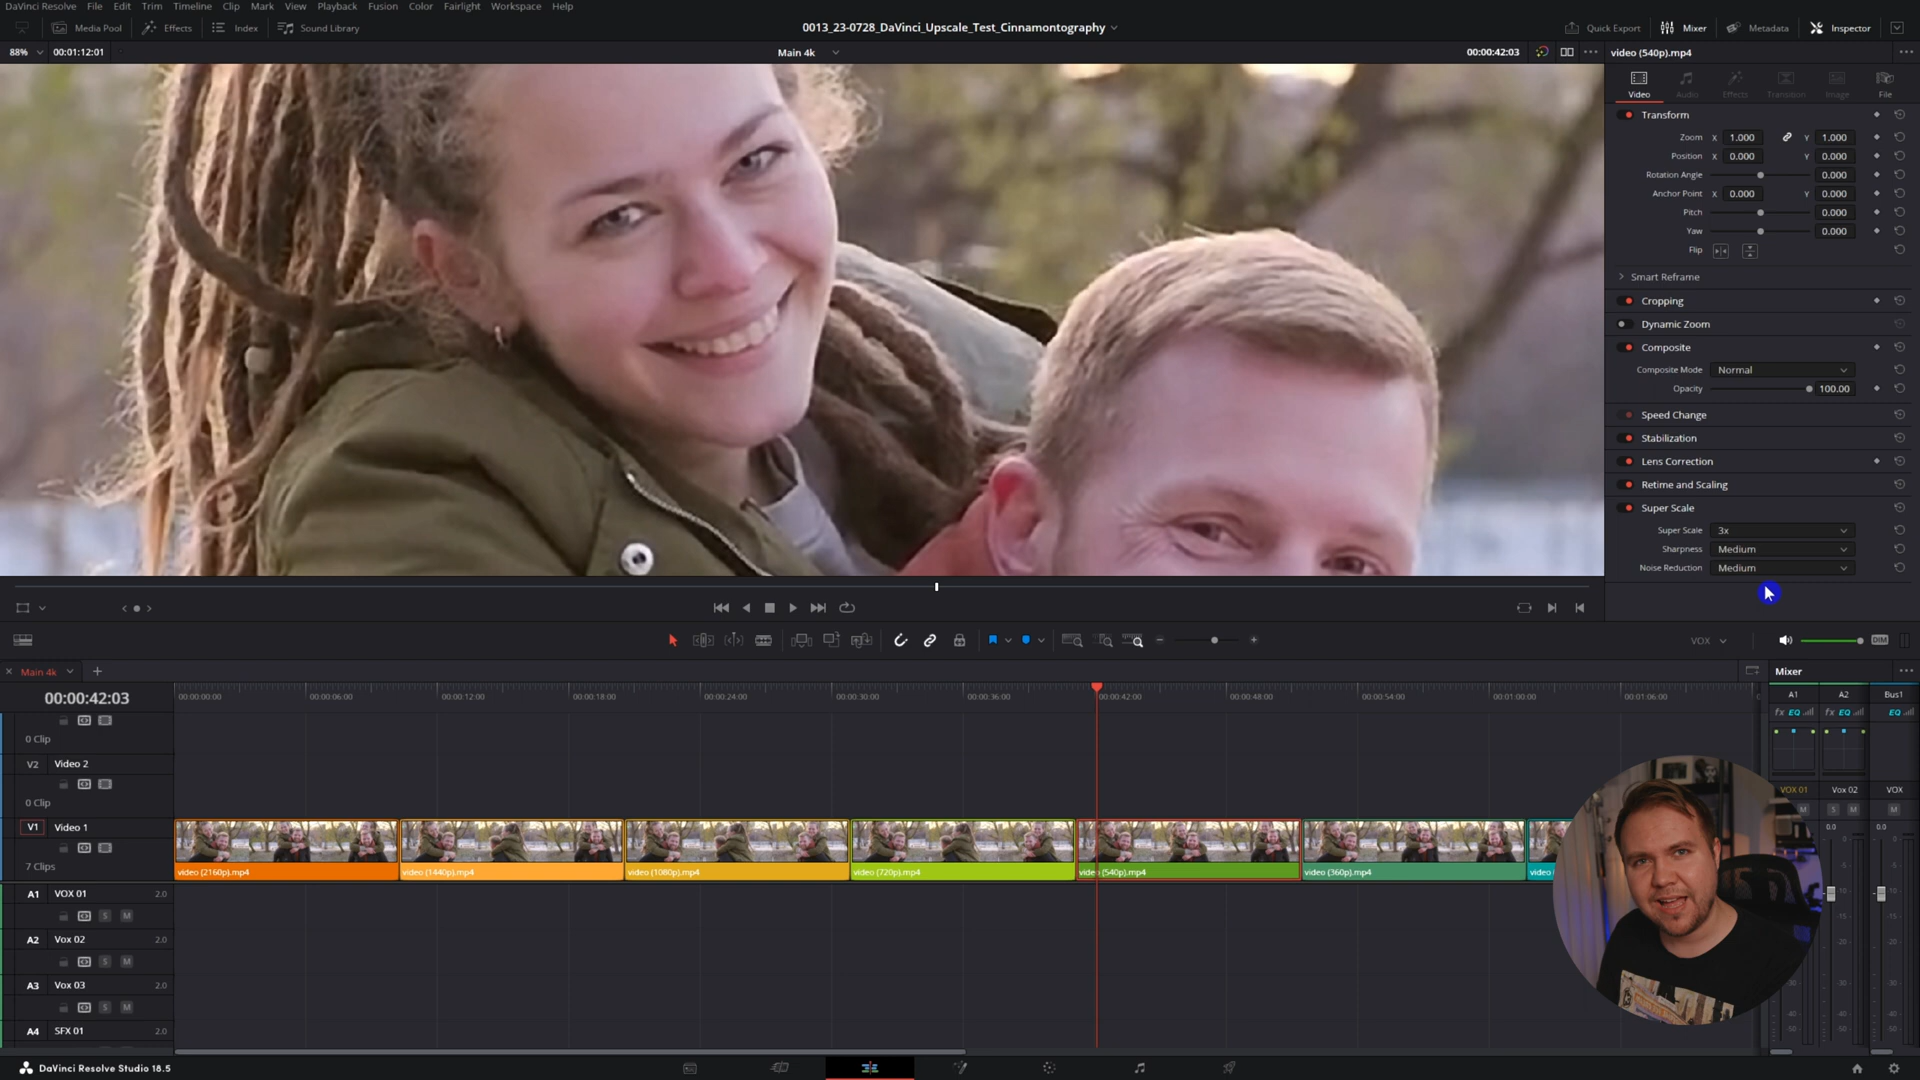 DaVinci Resolve File Edit Trim Timeline Clip Mark View Playback Fusion Color Fairlight Workspace Help
Media Pool Effects Index Sound Library 0013_23-0728_DaVinci_Upscale_Test_Cinnamontography Quick Export Mixer Metadata Inspector
88% 00:01:12:01 Main 4k 00:00:42:03 video (540p).mp4
Video Audio Effects Transition Image File
Transform
Zoom X 1.000 Y 1.000
Position X 0.000 Y 0.000
Rotation Angle 0.000
Anchor Point X 0.000 Y 0.000
Pitch 0.000
Yaw 0.000
Flip
Smart Reframe
Cropping
Dynamic Zoom
Composite
Composite Mode Normal
Opacity 100.00
Speed Change
Stabilization
Lens Correction
Retime and Scaling
Super Scale
Super Scale 3x
Sharpness Medium
Noise Reduction Medium
VOX DIM
Main 4k Mixer
00:00:42:03 00:00:00:00 00:00:06:00 00:00:12:00 00:00:18:00 00:00:24:00 00:00:30:00 00:00:36:00 00:00:42:00 00:00:48:00 00:00:54:00 00:01:00:00 00:01:06:00
A1 A2 Bus1
fx EQ fx EQ EQ
0 Clip
V2 Video 2
0 Clip
VOX 01 Vox 02 VOX
M S M M
V1 Video 1
0.0 0.0
7 Clips
video (2160p).mp4 video (1440p).mp4 video (1080p).mp4 video (720p).mp4 video (540p).mp4 video (360p).mp4 video
A1 VOX 01 2.0
S M
A2 Vox 02 2.0
S M
A3 Vox 03 2.0
S M
A4 SFX 01 2.0
DaVinci Resolve Studio 18.5